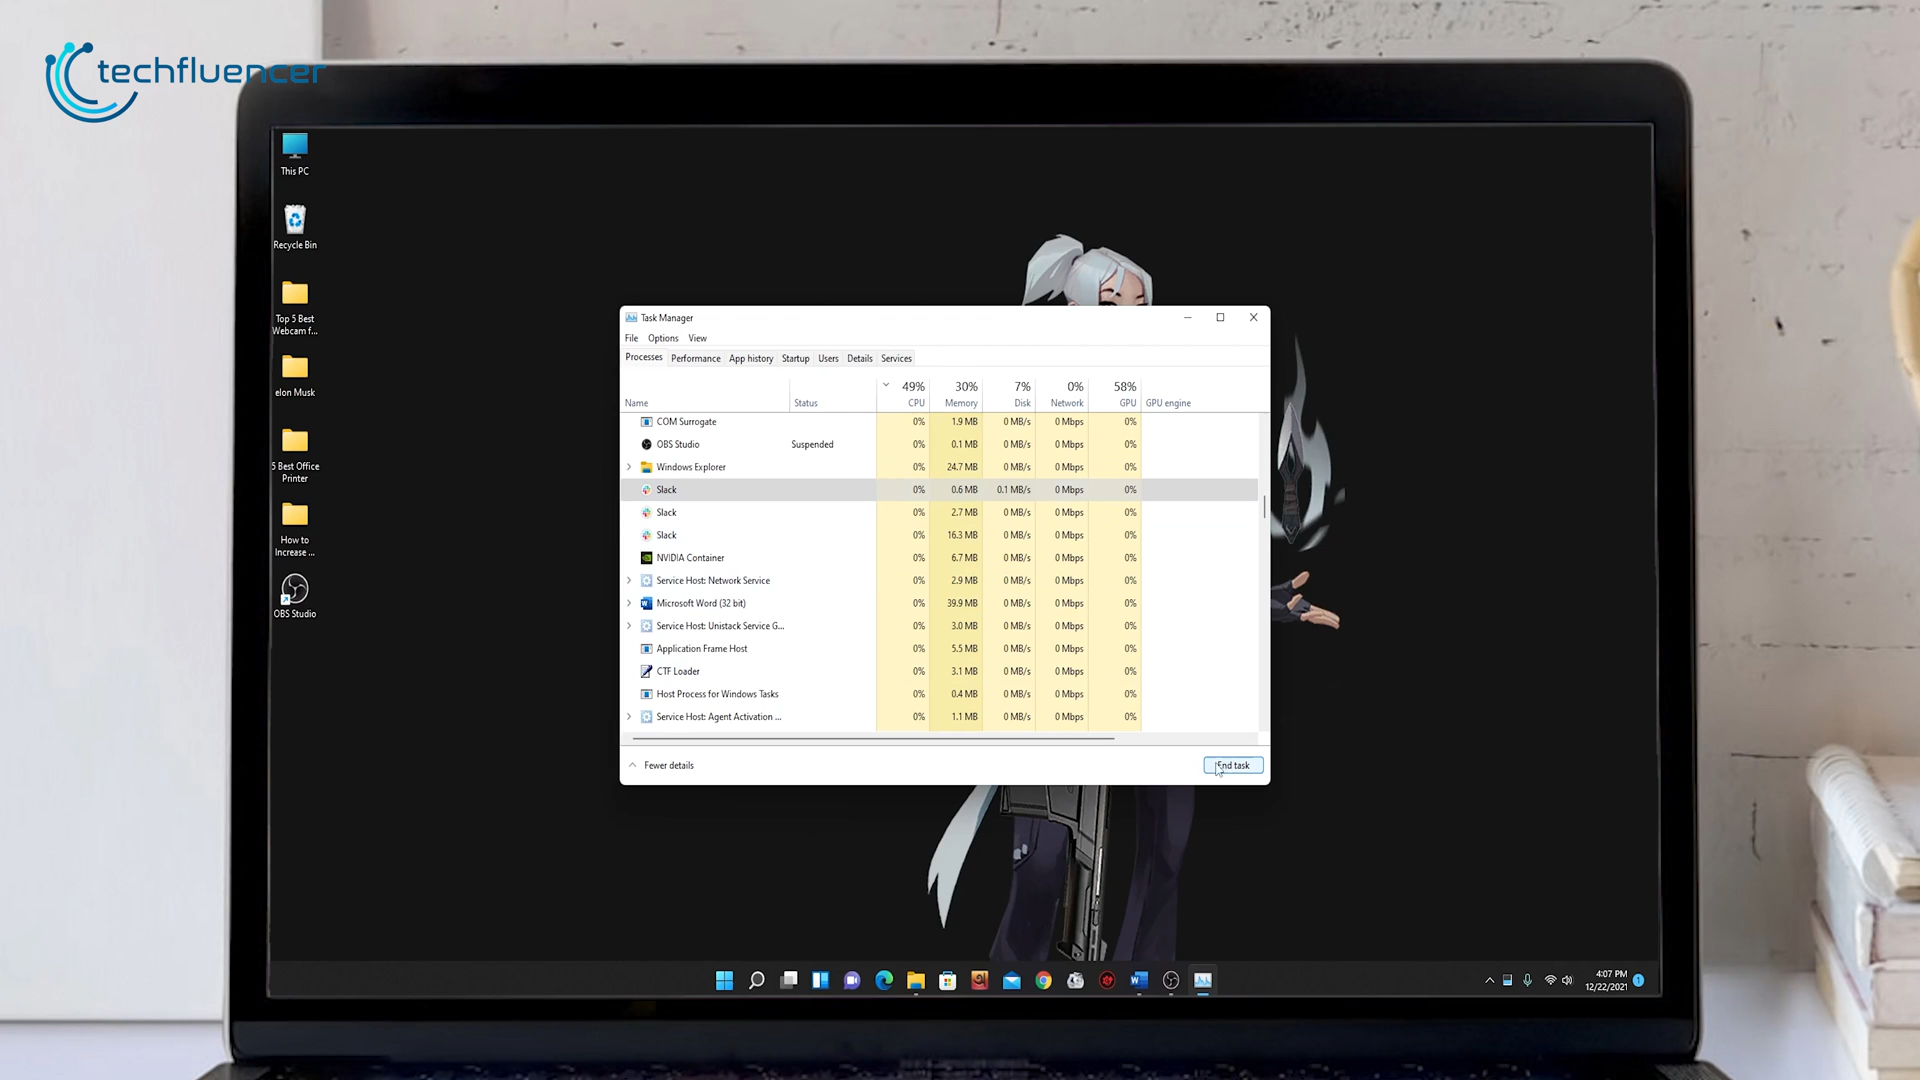 techfluencer
This PC
Recycle Bin
Top 5 Best
Webcam f...
elon Musk
5 Best Office
Printer
How to
Increase ...
OBS Studio
Task Manager
File Options View
Processes Performance App history Startup Users Details Services
49% 30% 7% 0% 58%
Name Status CPU Memory Disk Network GPU GPU engine
COM Surrogate 0% 1.9 MB 0 MB/s 0 Mbps 0%
OBS Studio Suspended 0% 0.1 MB 0 MB/s 0 Mbps 0%
Windows Explorer 0% 24.7 MB 0 MB/s 0 Mbps 0%
Slack 0% 0.6 MB 0.1 MB/s 0 Mbps 0%
Slack 0% 2.7 MB 0 MB/s 0 Mbps 0%
Slack 0% 16.3 MB 0 MB/s 0 Mbps 0%
NVIDIA Container 0% 6.7 MB 0 MB/s 0 Mbps 0%
Service Host: Network Service 0% 2.9 MB 0 MB/s 0 Mbps 0%
Microsoft Word (32 bit) 0% 39.9 MB 0 MB/s 0 Mbps 0%
Service Host: Unistack Service G... 0% 3.0 MB 0 MB/s 0 Mbps 0%
Application Frame Host 0% 5.5 MB 0 MB/s 0 Mbps 0%
CTF Loader 0% 3.1 MB 0 MB/s 0 Mbps 0%
Host Process for Windows Tasks 0% 0.4 MB 0 MB/s 0 Mbps 0%
Service Host: Agent Activation ... 0% 1.1 MB 0 MB/s 0 Mbps 0%
Fewer details End task
4:07 PM
12/22/2021